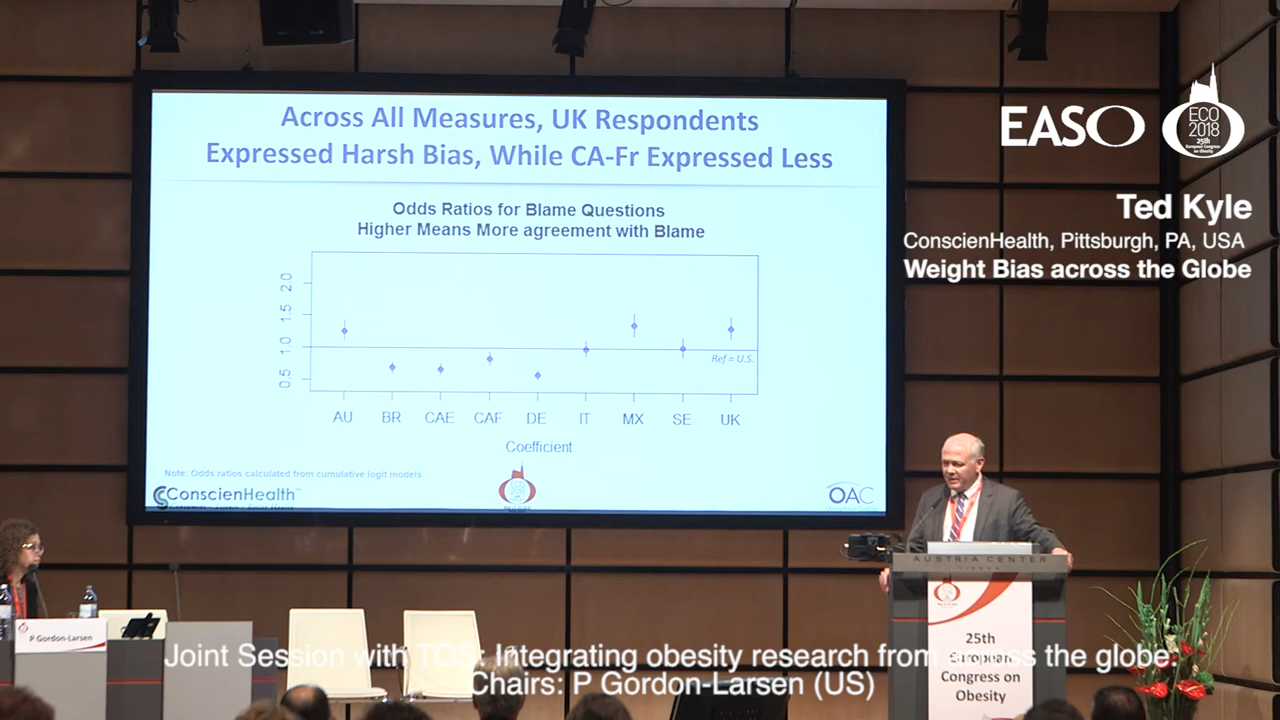 Across All Measures, UK Respondents
Expressed Harsh Bias, While CA-Fr Expressed Less
Odds Ratios for Blame Questions
Higher Means More agreement with Blame
2.0
1.5
1.0
0.5
Ref = U.S.
AU BR CAE CAF DE IT MX SE UK
Coefficient
Note: Odds ratios calculated from cumulative logit models
ConscienHealth™
OAC
EASO
ECO
2018
25th
European Congress
on Obesity
Ted Kyle
ConscienHealth, Pittsburgh, PA, USA
Weight Bias across the Globe
AUSTRIA CENTER
25th
European
Congress on
Obesity
P Gordon-Larsen
Joint Session with TOS: Integrating obesity research from across the globe.
Chairs: P Gordon-Larsen (US)